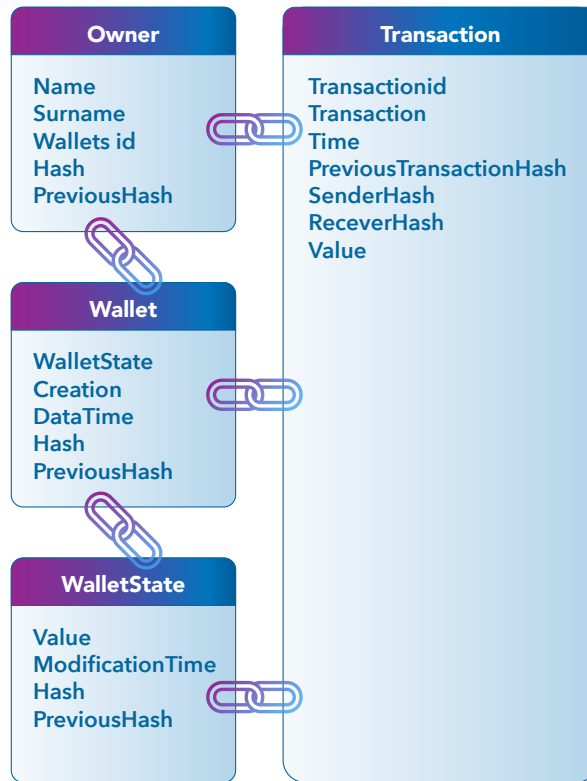 Owner
Name
Surname
Wallets id
Hash
PreviousHash
Transaction
Transactionid
Transaction
Time
PreviousTransactionHash
SenderHash
ReceverHash
Value
Wallet
WalletState
Creation
DataTime
Hash
PreviousHash
WalletState
Value
ModificationTime
Hash
PreviousHash